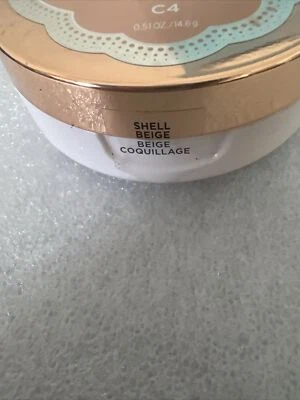 C4
0.51 OZ./14.6 g
SHELL
BEIGE
BEIGE
COQUILLAGE